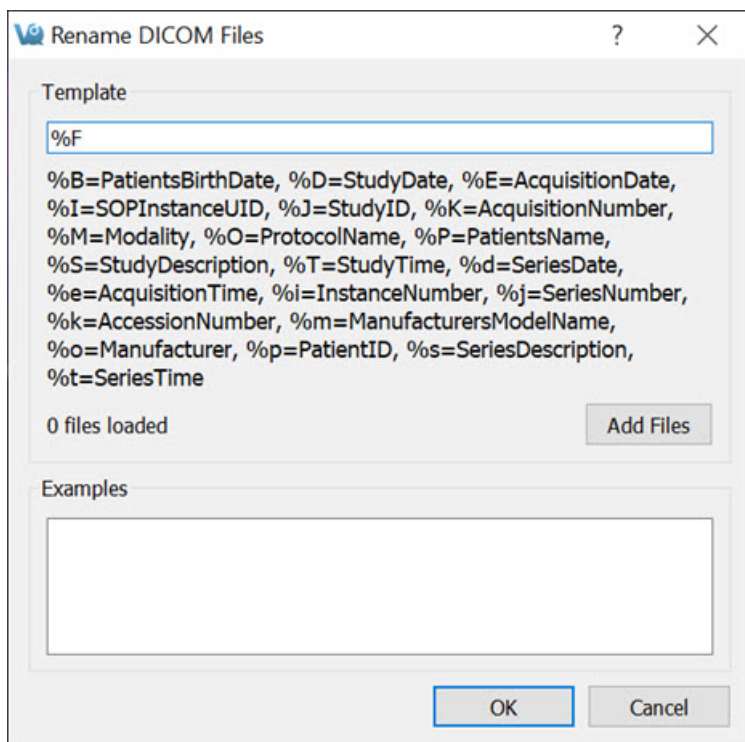 Rename DICOM Files
?
Template
%F
%B=PatientsBirthDate, %D=StudyDate, %E=AcquisitionDate,
%I=SOPInstanceUID, %J=StudyID, %K=AcquisitionNumber,
%M=Modality, %O=ProtocolName, %P=PatientsName,
%S=StudyDescription, %T=StudyTime, %d=SeriesDate,
%e=AcquisitionTime, %i=InstanceNumber, %j=SeriesNumber,
%k=AccessionNumber, %m=ManufacturersModelName,
%o=Manufacturer, %p=PatientID, %s=SeriesDescription,
%t=SeriesTime
0 files loaded
Add Files
Examples
OK
Cancel